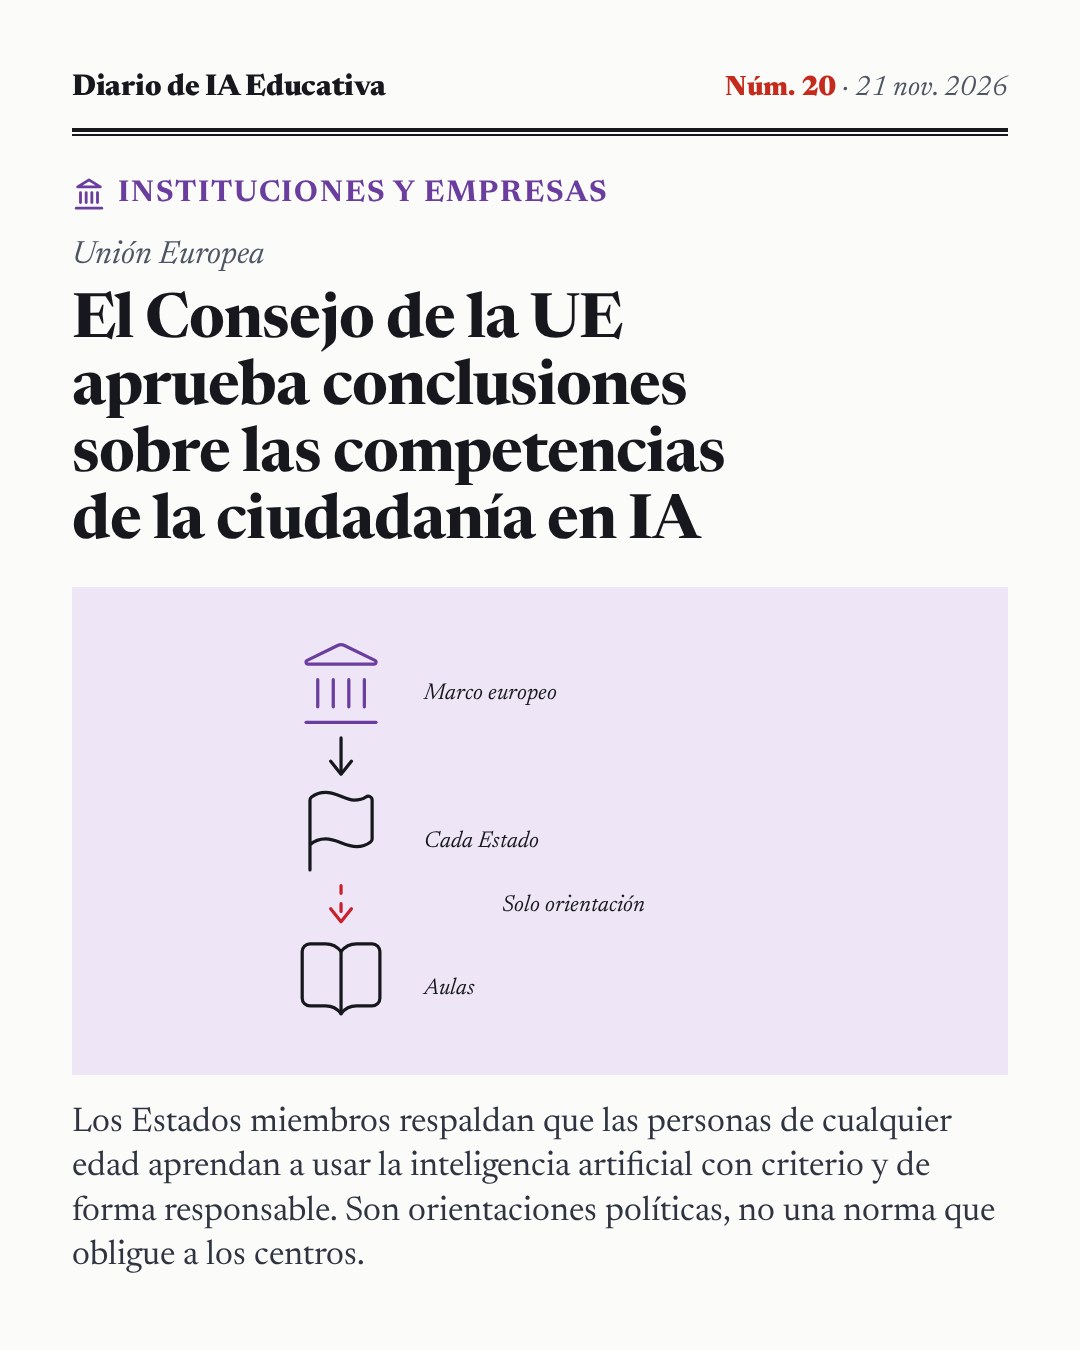 Diario de IA Educativa
Núm. 20 · 21 nov. 2026
INSTITUCIONES Y EMPRESAS
Unión Europea
El Consejo de la UE
aprueba conclusiones
sobre las competencias
de la ciudadanía en IA
Marco europeo
Cada Estado
Solo orientación
Aulas
Los Estados miembros respaldan que las personas de cualquier
edad aprendan a usar la inteligencia artificial con criterio y de
forma responsable. Son orientaciones políticas, no una norma que
obligue a los centros.